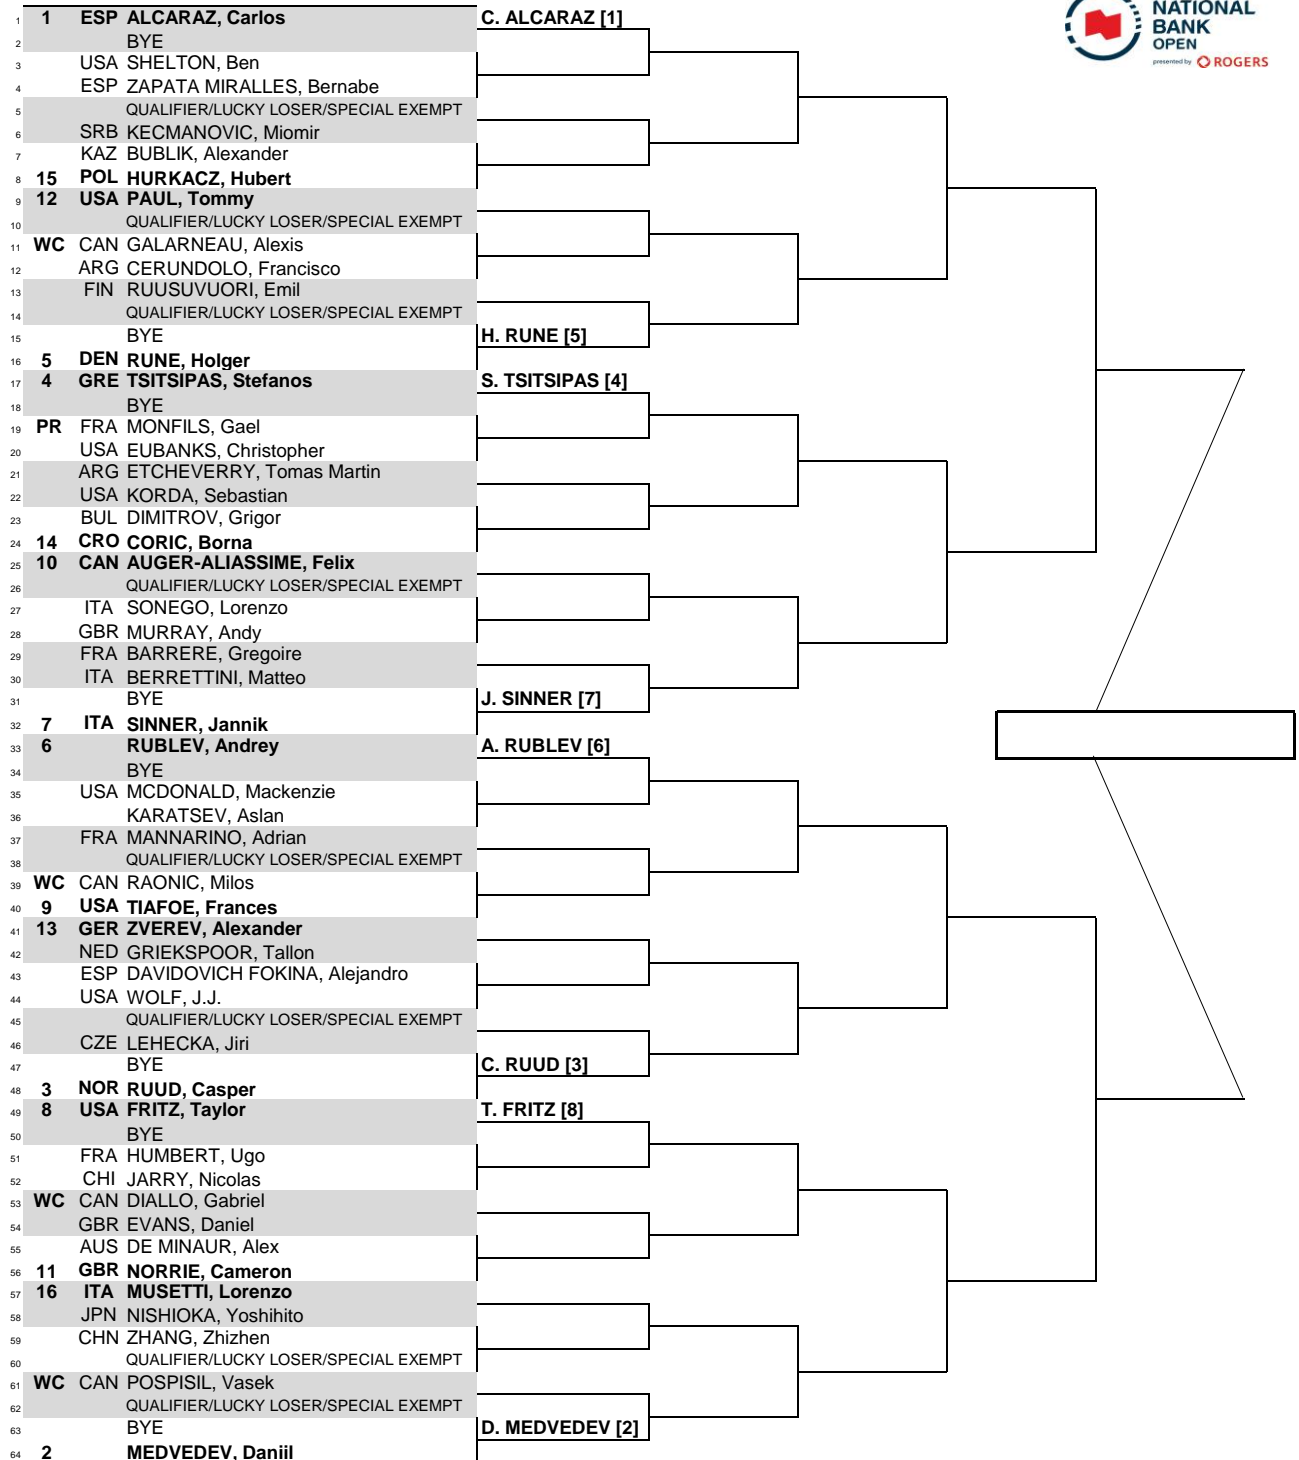 NATIONAL
BANK
OPEN
presented by ROGERS
1 1 ESP ALCARAZ, Carlos C. ALCARAZ [1]
2 BYE
3 USA SHELTON, Ben
4 ESP ZAPATA MIRALLES, Bernabe
5 QUALIFIER/LUCKY LOSER/SPECIAL EXEMPT
6 SRB KECMANOVIC, Miomir
7 KAZ BUBLIK, Alexander
8 15 POL HURKACZ, Hubert
9 12 USA PAUL, Tommy
10 QUALIFIER/LUCKY LOSER/SPECIAL EXEMPT
11 WC CAN GALARNEAU, Alexis
12 ARG CERUNDOLO, Francisco
13 FIN RUUSUVUORI, Emil
14 QUALIFIER/LUCKY LOSER/SPECIAL EXEMPT
15 BYE H. RUNE [5]
16 5 DEN RUNE, Holger
17 4 GRE TSITSIPAS, Stefanos S. TSITSIPAS [4]
18 BYE
19 PR FRA MONFILS, Gael
20 USA EUBANKS, Christopher
21 ARG ETCHEVERRY, Tomas Martin
22 USA KORDA, Sebastian
23 BUL DIMITROV, Grigor
24 14 CRO CORIC, Borna
25 10 CAN AUGER-ALIASSIME, Felix
26 QUALIFIER/LUCKY LOSER/SPECIAL EXEMPT
27 ITA SONEGO, Lorenzo
28 GBR MURRAY, Andy
29 FRA BARRERE, Gregoire
30 ITA BERRETTINI, Matteo
31 BYE J. SINNER [7]
32 7 ITA SINNER, Jannik
33 6 RUBLEV, Andrey A. RUBLEV [6]
34 BYE
35 USA MCDONALD, Mackenzie
36 KARATSEV, Aslan
37 FRA MANNARINO, Adrian
38 QUALIFIER/LUCKY LOSER/SPECIAL EXEMPT
39 WC CAN RAONIC, Milos
40 9 USA TIAFOE, Frances
41 13 GER ZVEREV, Alexander
42 NED GRIEKSPOOR, Tallon
43 ESP DAVIDOVICH FOKINA, Alejandro
44 USA WOLF, J.J.
45 QUALIFIER/LUCKY LOSER/SPECIAL EXEMPT
46 CZE LEHECKA, Jiri
47 BYE C. RUUD [3]
48 3 NOR RUUD, Casper
49 8 USA FRITZ, Taylor T. FRITZ [8]
50 BYE
51 FRA HUMBERT, Ugo
52 CHI JARRY, Nicolas
53 WC CAN DIALLO, Gabriel
54 GBR EVANS, Daniel
55 AUS DE MINAUR, Alex
56 11 GBR NORRIE, Cameron
57 16 ITA MUSETTI, Lorenzo
58 JPN NISHIOKA, Yoshihito
59 CHN ZHANG, Zhizhen
60 QUALIFIER/LUCKY LOSER/SPECIAL EXEMPT
61 WC CAN POSPISIL, Vasek
62 QUALIFIER/LUCKY LOSER/SPECIAL EXEMPT
63 BYE D. MEDVEDEV [2]
64 2 MEDVEDEV, Daniil